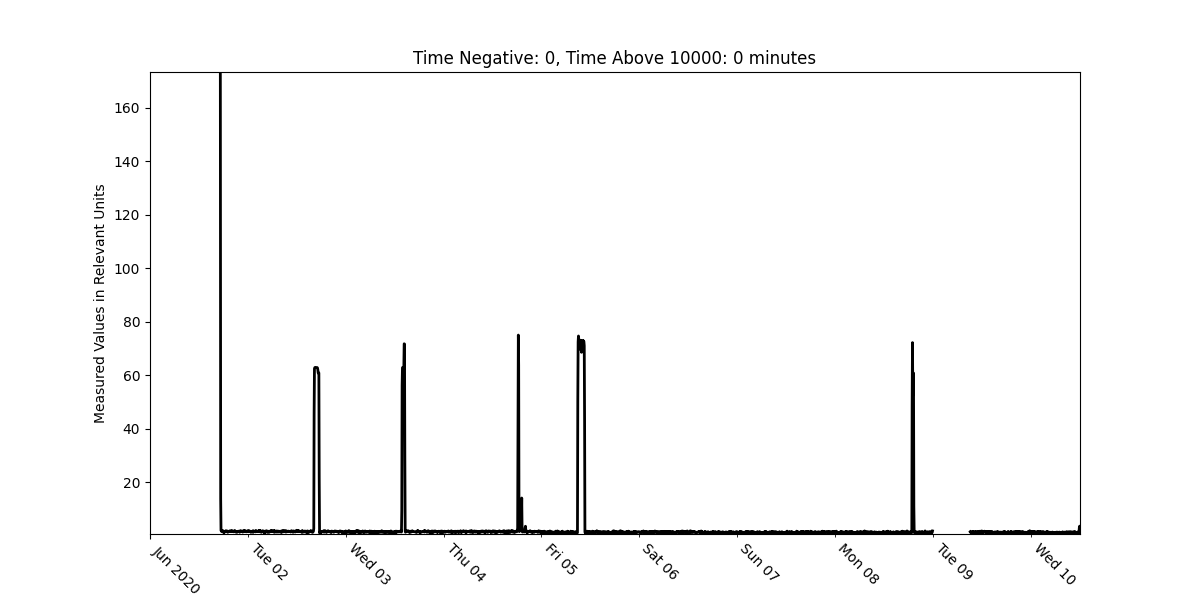 Time Negative: 0, Time Above 10000: 0 minutes
Measured Values in Relevant Units
160
140
120
100
80
60
40
20
Jun 2020
Tue 02
Wed 03
Thu 04
Fri 05
Sat 06
Sun 07
Mon 08
Tue 09
Wed 10